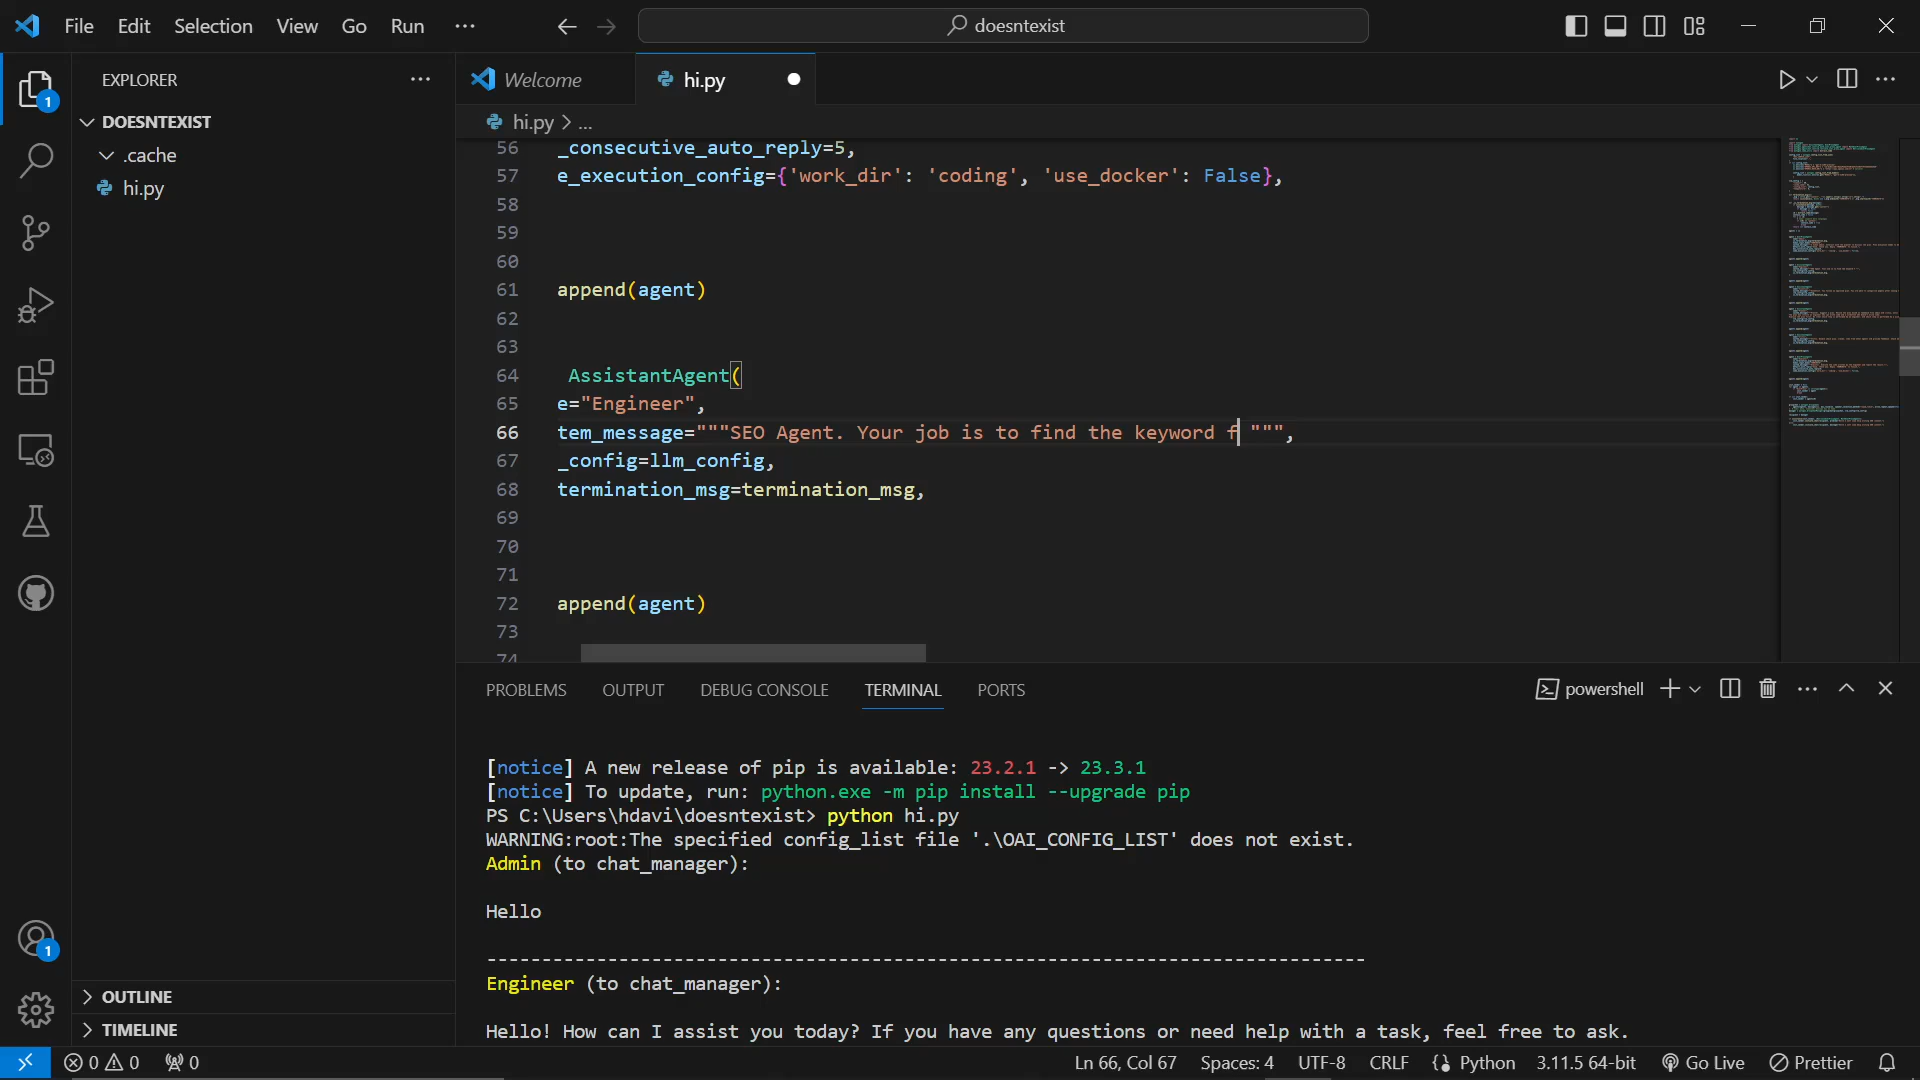 File Edit Selection View Go Run ··· doesntexist
EXPLORER
Welcome
hi.py
DOESNTEXIST
.cache
hi.py
hi.py > ...
56 _consecutive_auto_reply=5,
57 e_execution_config={'work_dir': 'coding', 'use_docker': False},
58
59
60
61 append(agent)
62
63
64 AssistantAgent(
65 e="Engineer",
66 tem_message="""SEO Agent. Your job is to find the keyword f """,
67 _config=llm_config,
68 termination_msg=termination_msg,
69
70
71
72 append(agent)
73
74
PROBLEMS OUTPUT DEBUG CONSOLE TERMINAL PORTS powershell
[notice] A new release of pip is available: 23.2.1 -> 23.3.1
[notice] To update, run: python.exe -m pip install --upgrade pip
PS C:\Users\hdavi\doesntexist> python hi.py
WARNING:root:The specified config_list file '.\OAI_CONFIG_LIST' does not exist.
Admin (to chat_manager):
Hello
--------------------------------------------------------------------------------
Engineer (to chat_manager):
Hello! How can I assist you today? If you have any questions or need help with a task, feel free to ask.
1
1
OUTLINE
TIMELINE
0 0 0 Ln 66, Col 67 Spaces: 4 UTF-8 CRLF Python 3.11.5 64-bit Go Live Prettier